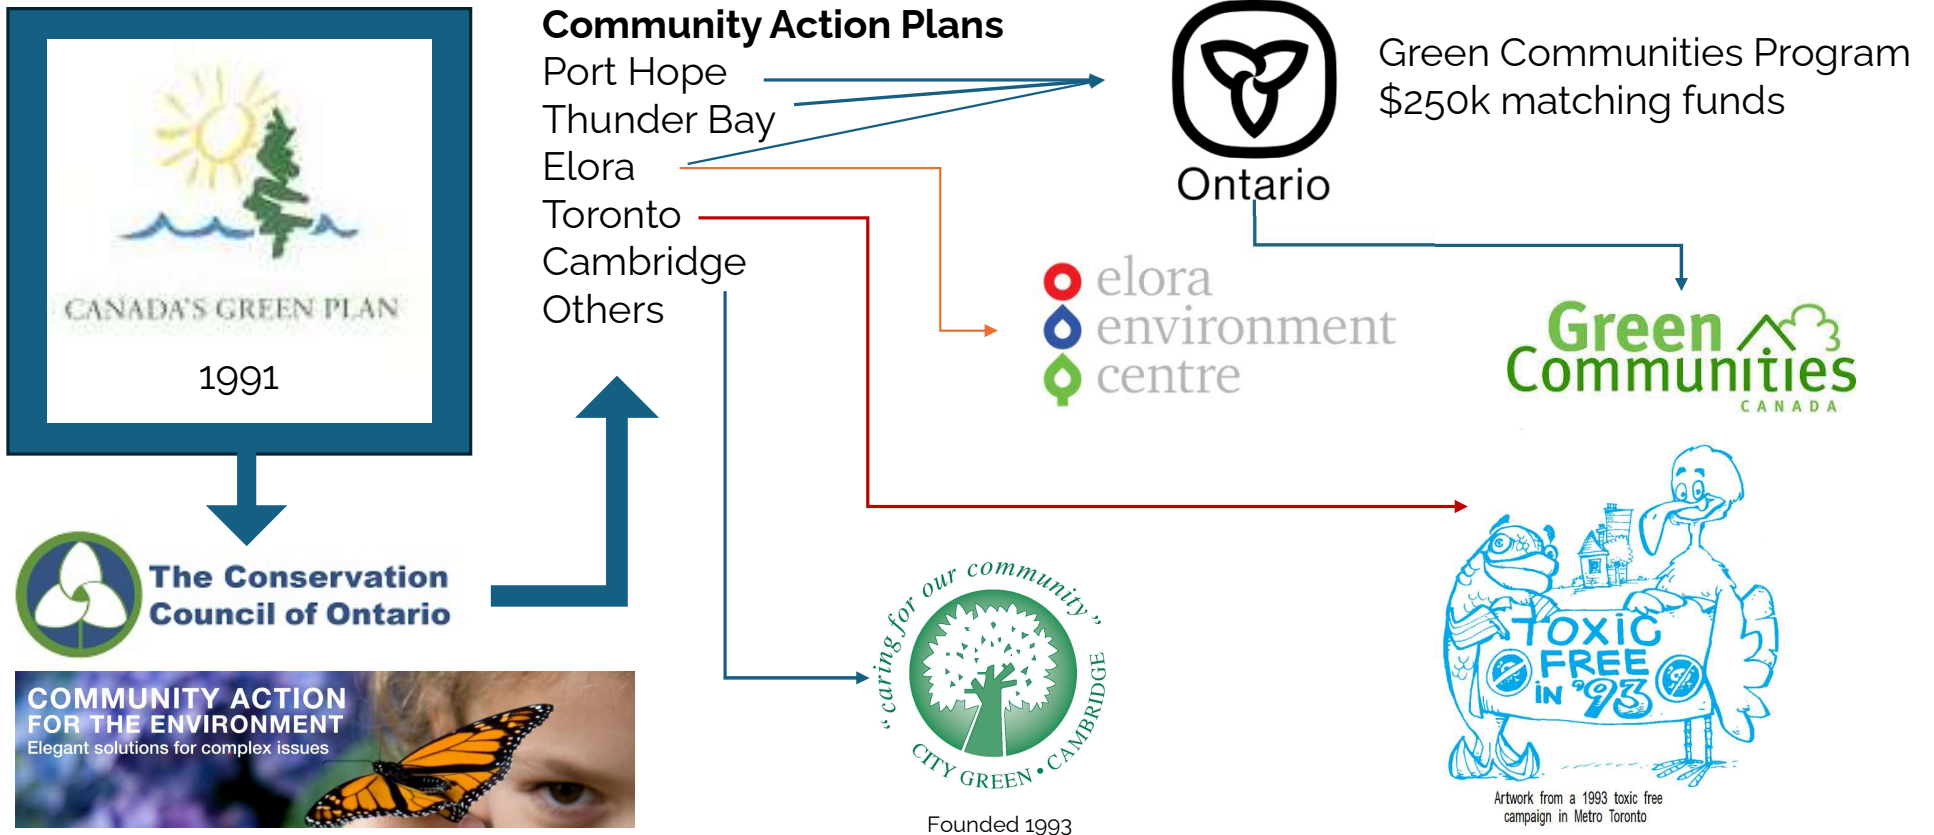 CANADA'S GREEN PLAN
1991
The Conservation
Council of Ontario
COMMUNITY ACTION
FOR THE ENVIRONMENT
Elegant solutions for complex issues
Community Action Plans
Port Hope
Thunder Bay
Elora
Toronto
Cambridge
Others
Ontario
Green Communities Program
$250k matching funds
elora
environment
centre
Green
Communities
CANADA
"caring for our community"
CITY GREEN • CAMBRIDGE
Founded 1993
TOXIC
FREE
iN '93
Artwork from a 1993 toxic free
campaign in Metro Toronto